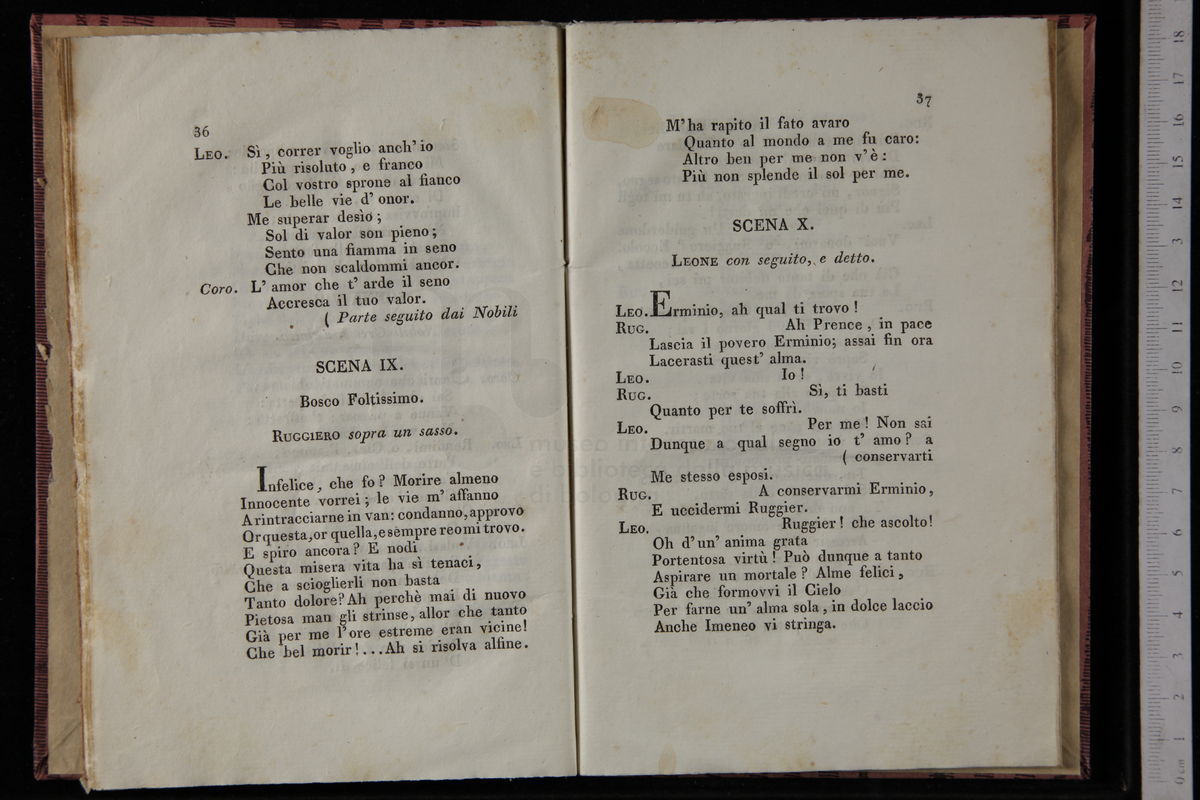 36
LEO. Sì, correr voglio anch' io
Più risoluto, e franco
Col vostro sprone al fianco
Le belle vie d' onor.
Me superar desìo;
Sol di valor son pieno;
Sento una fiamma in seno
Che non scaldommi ancor.
Coro. L' amor che t' arde il seno
Accresca il tuo valor.
( Parte seguito dai Nobili
SCENA IX.
Bosco Foltissimo.
RUGGIERO sopra un sasso.
Infelice, che fo? Morire almeno
Innocente vorrei; le vie m' affanno
A rintracciarne in van: condanno, approvo
Or questa, or quella, e sempre reo mi trovo.
E spiro ancora? E nodi
Questa misera vita ha sì tenaci,
Che a scioglierli non basta
Tanto dolore? Ah perchè mai di nuovo
Pietosa man gli strinse, allor che tanto
Già per me l'ore estreme eran vicine!
Che bel morir!...Ah si risolva alfine.
37
M'ha rapito il fato avaro
Quanto al mondo a me fu caro:
Altro ben per me non v'è:
Più non splende il sol per me.
SCENA X.
LEONE con seguito, e detto.
LEO. Erminio, ah qual ti trovo!
RUG. Ah Prence, in pace
Lascia il povero Erminio; assai fin ora
Lacerasti quest' alma.
LEO. Io!
RUG. Sì, ti basti
Quanto per te soffrì.
LEO. Per me! Non sai
Dunque a qual segno io t' amo? a
( conservarti
Me stesso esposi.
RUG. A conservarmi Erminio,
E uccidermi Ruggier.
LEO. Ruggier! che ascolto!
Oh d'un' anima grata
Portentosa virtù! Può dunque a tanto
Aspirare un mortale? Alme felici,
Già che formovvi il Cielo
Per farne un' alma sola, in dolce laccio
Anche Imeneo vi stringa.